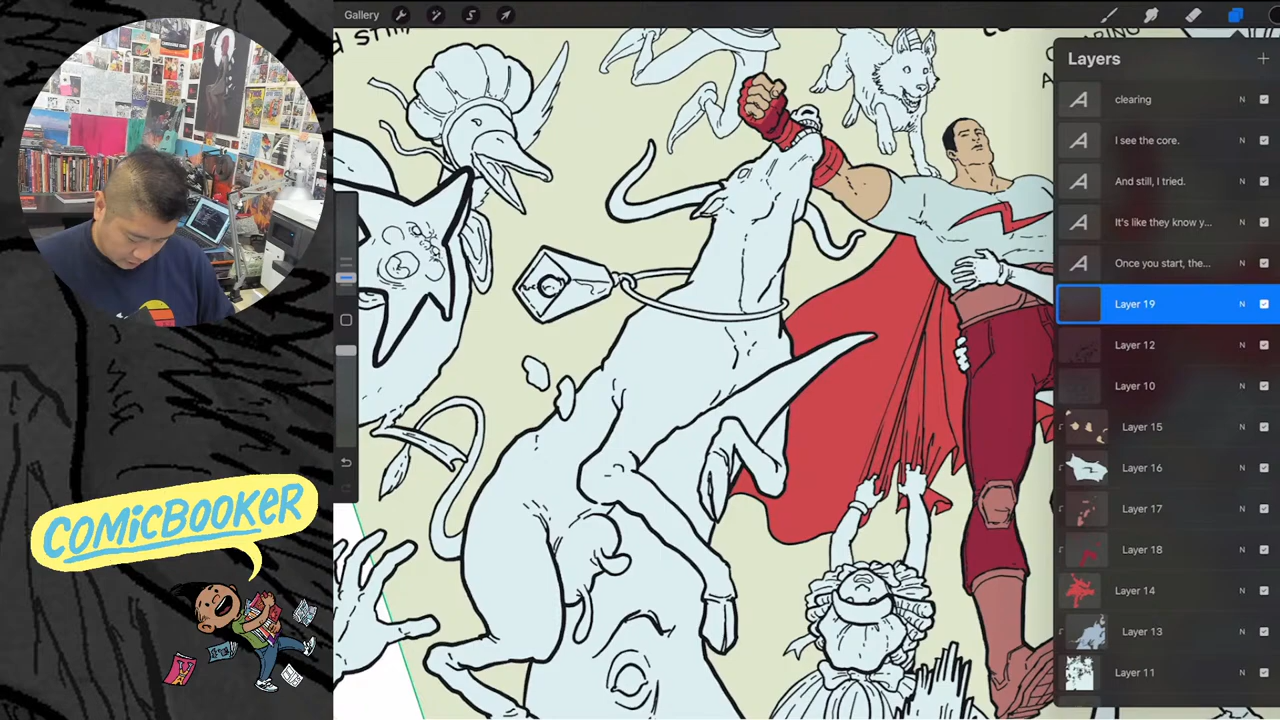 Gallery
Layers
clearing N
I see the core. N
And still, I tried. N
It's like they know y... N
Once you start, the... N
Layer 19 N
Layer 12 N
Layer 10 N
Layer 15 N
Layer 16 N
Layer 17 N
Layer 18 N
Layer 14 N
Layer 13 N
Layer 11 N
COMICBOOKER